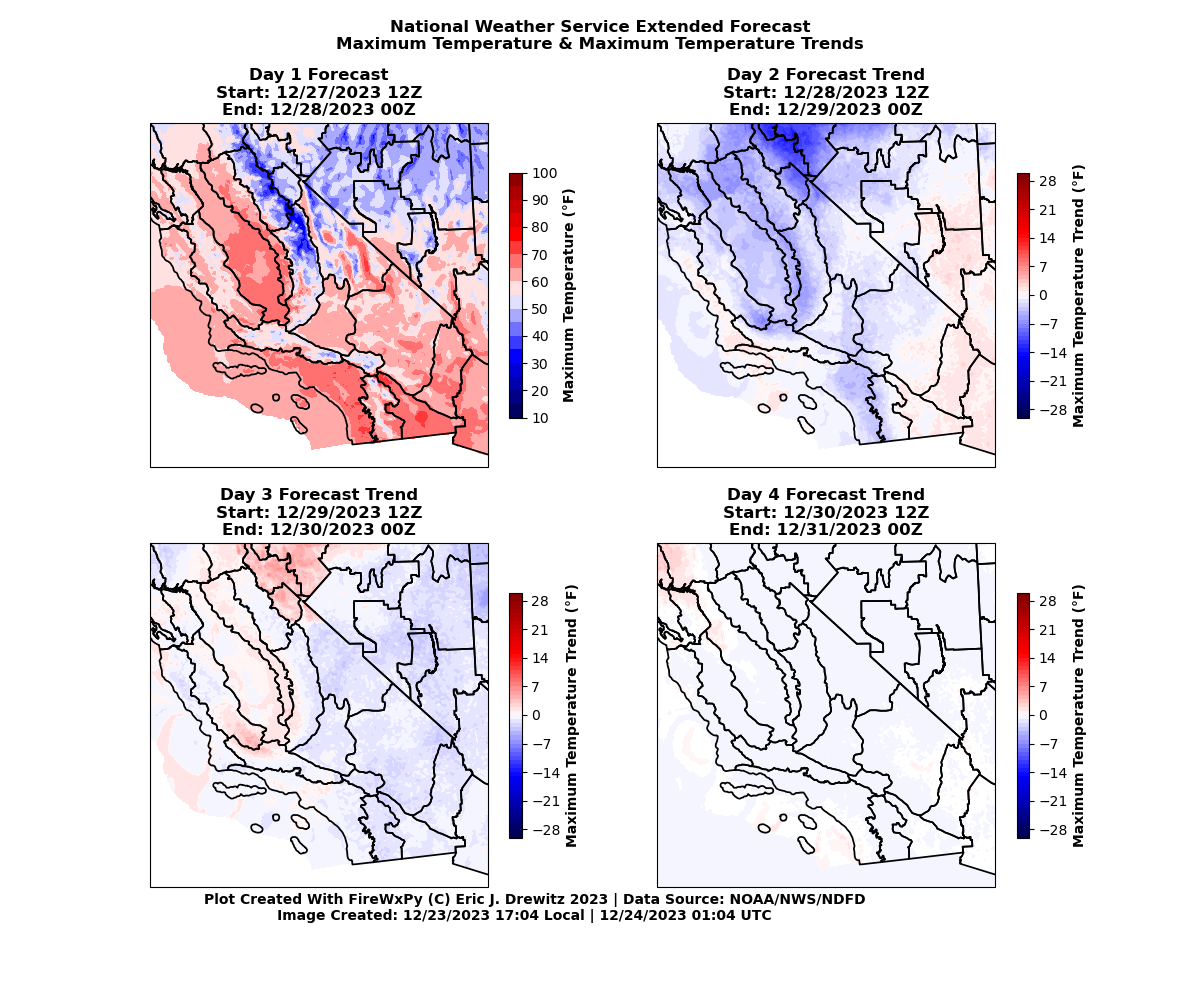 National Weather Service Extended Forecast
Maximum Temperature & Maximum Temperature Trends
Day 1 Forecast
Start: 12/27/2023 12Z
End: 12/28/2023 00Z
100
90
80
70
60
50
40
30
20
10
Maximum Temperature (°F)
Day 2 Forecast Trend
Start: 12/28/2023 12Z
End: 12/29/2023 00Z
28
21
14
7
0
−7
−14
−21
−28
Maximum Temperature Trend (°F)
Day 3 Forecast Trend
Start: 12/29/2023 12Z
End: 12/30/2023 00Z
28
21
14
7
0
−7
−14
−21
−28
Maximum Temperature Trend (°F)
Day 4 Forecast Trend
Start: 12/30/2023 12Z
End: 12/31/2023 00Z
28
21
14
7
0
−7
−14
−21
−28
Maximum Temperature Trend (°F)
Plot Created With FireWxPy (C) Eric J. Drewitz 2023 | Data Source: NOAA/NWS/NDFD
Image Created: 12/23/2023 17:04 Local | 12/24/2023 01:04 UTC